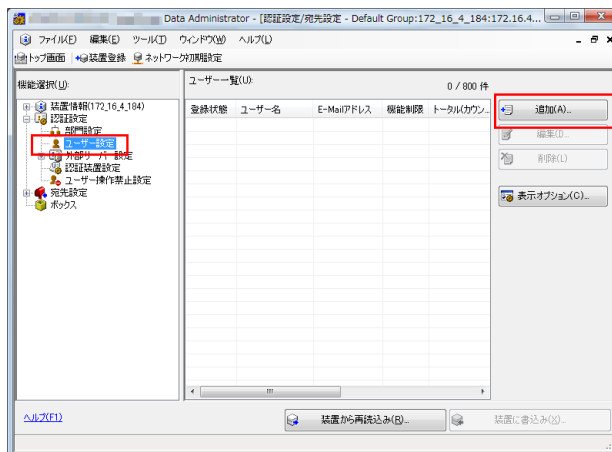 Data Administrator - [認証設定/宛先設定 - Default Group:172_16_4_184:172.16.4...
ファイル(F) 編集(E) ツール(T) ウィンドウ(W) ヘルプ(L)
トップ画面 装置登録 ネットワーク初期設定
機能選択(U):
ユーザー一覧(U):
0 / 800 件
装置情報(172_16_4_184)
認証設定
部門設定
ユーザー設定
外部サーバー設定
認証装置設定
ユーザー操作禁止設定
宛先設定
ボックス
登録状態 ユーザー名 E-Mailアドレス 機能制限 トータル(カウン...
追加(A)...
編集(D...
削除(L)
表示オプション(C)...
ヘルプ(F1)
装置から再読込み(R)...
装置に書込み(X)...